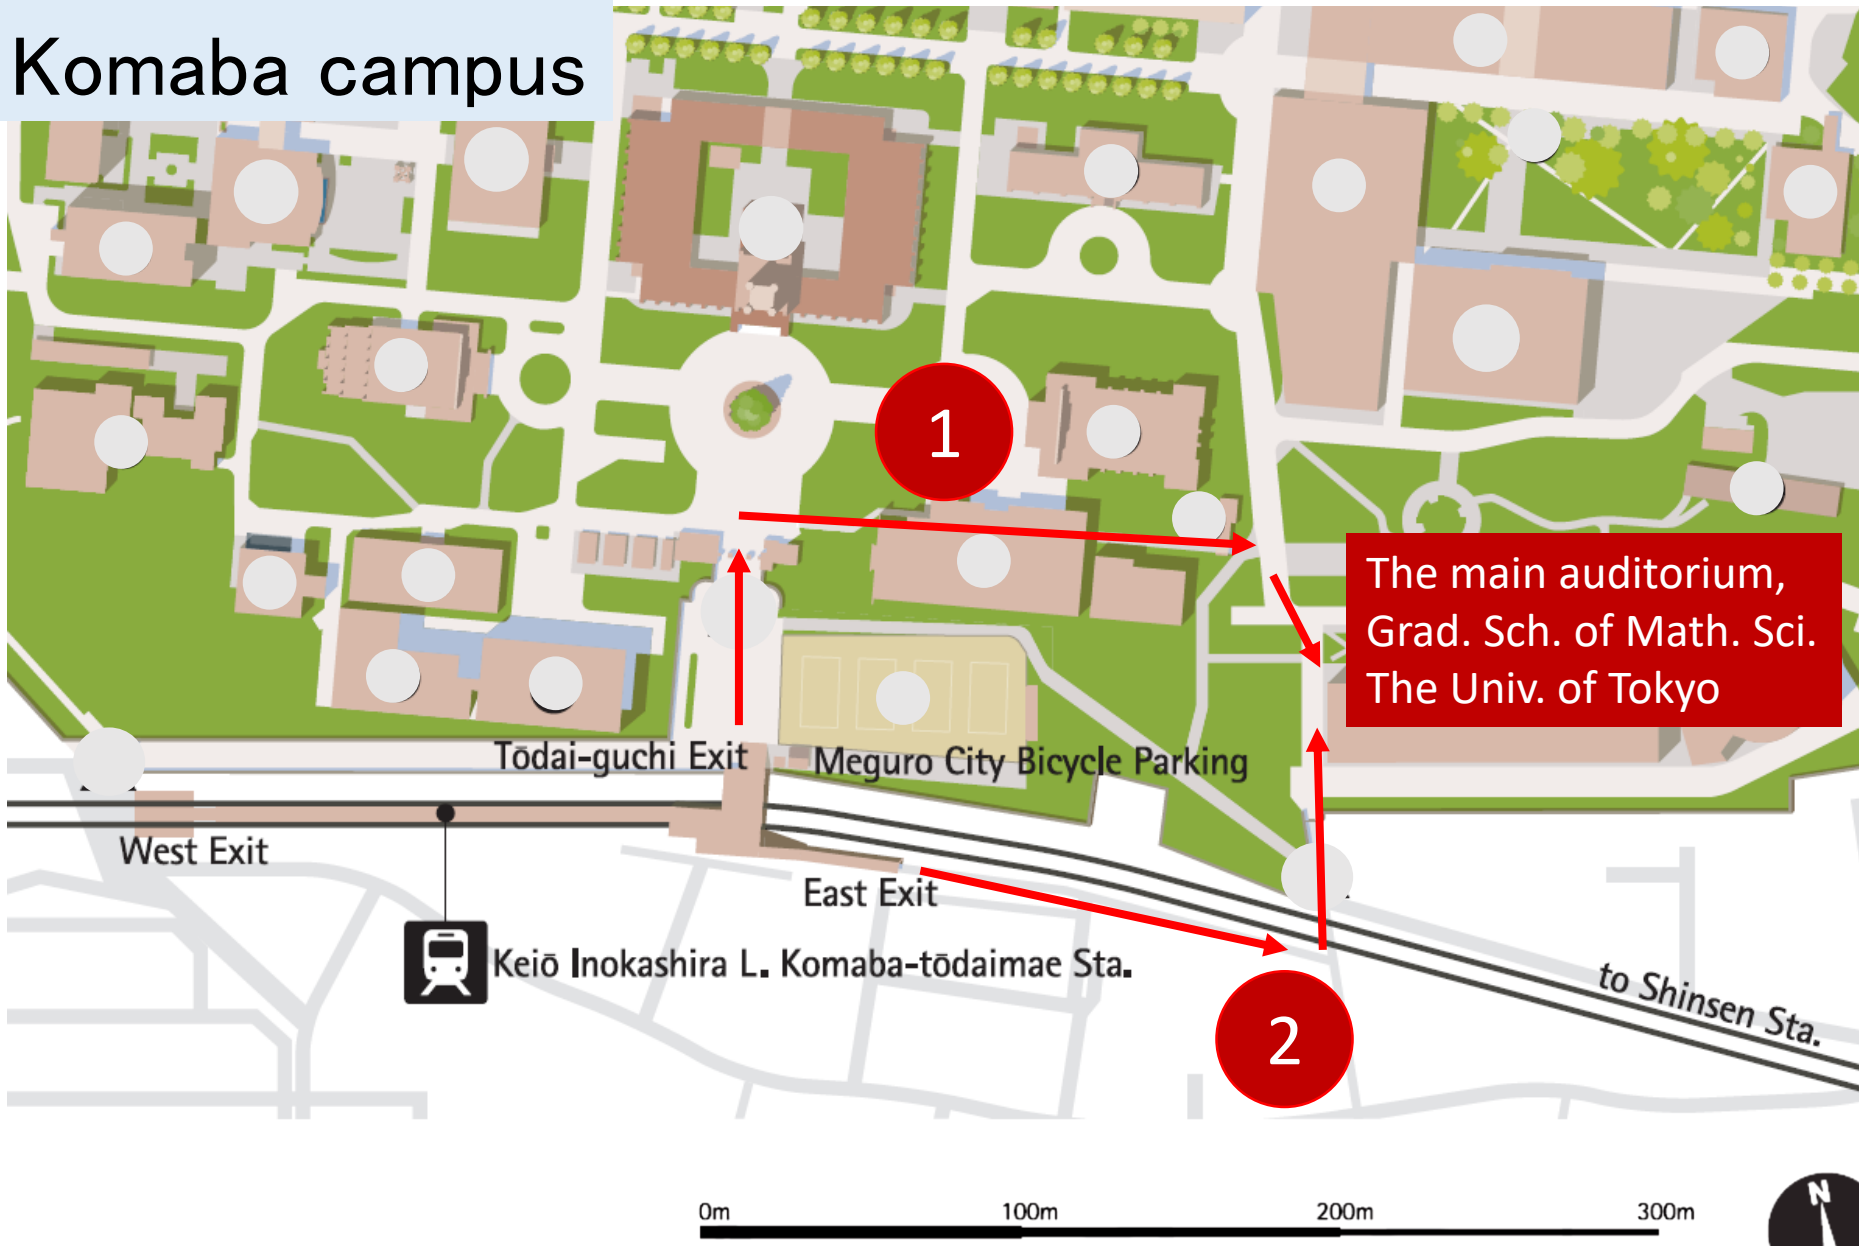 Komaba campus
1
The main auditorium,
Grad. Sch. of Math. Sci.
The Univ. of Tokyo
Tōdai-guchi Exit
Meguro City Bicycle Parking
West Exit
East Exit
Keiō Inokashira L. Komaba-tōdaimae Sta.
to Shinsen Sta.
2
0m
100m
200m
300m
N